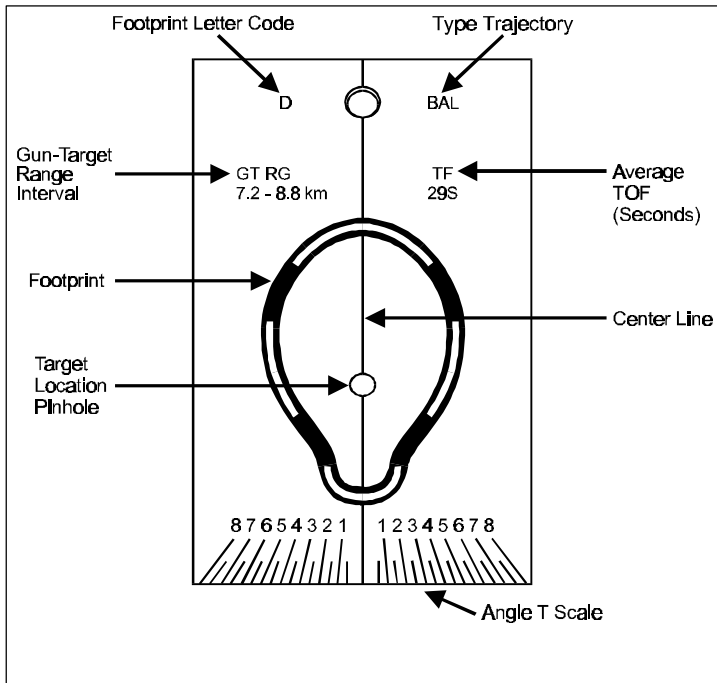 Footprint Letter Code
Type Trajectory
D
BAL
Gun-Target
Range
Interval
GT RG
7.2 - 8.8 km
TF
29S
Average
TOF
(Seconds)
Footprint
Center Line
Target
Location
Pinhole
8 7 6 5 4 3 2 1 1 2 3 4 5 6 7 8
Angle T Scale